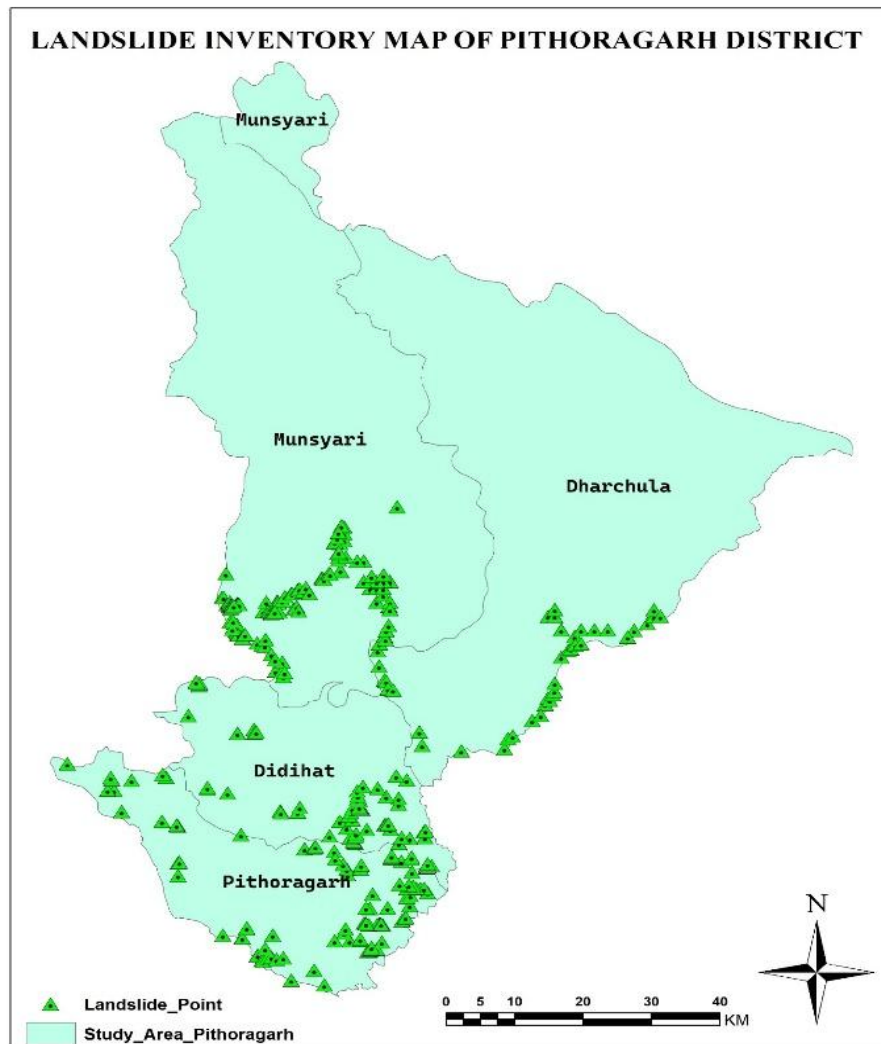 LANDSLIDE INVENTORY MAP OF PITHORAGARH DISTRICT
Munsyari
Munsyari
Dharchula
Didihat
Pithoragarh
N
Landslide_Point
Study_Area_Pithoragarh
0 5 10 20 30 40
KM